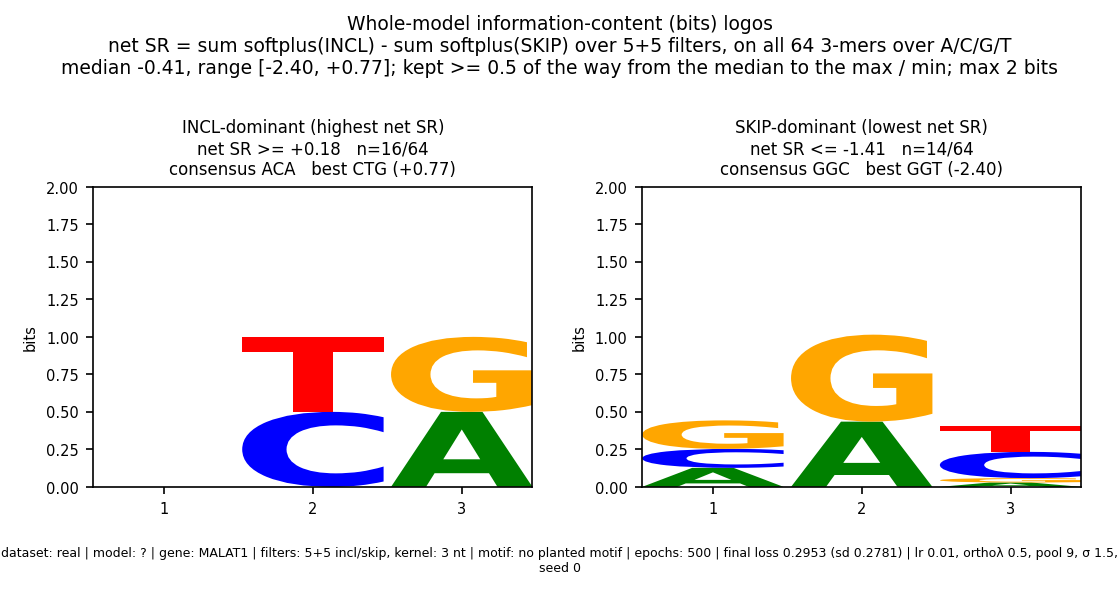 Whole-model information-content (bits) logos
net SR = sum softplus(INCL) - sum softplus(SKIP) over 5+5 filters, on all 64 3-mers over A/C/G/T
median -0.41, range [-2.40, +0.77]; kept >= 0.5 of the way from the median to the max / min; max 2 bits
INCL-dominant (highest net SR)
net SR >= +0.18   n=16/64
consensus ACA   best CTG (+0.77)
2.00
1.75
1.50
1.25
1.00
0.75
0.50
0.25
0.00
bits
T
C
G
A
1
2
3
SKIP-dominant (lowest net SR)
net SR <= -1.41   n=14/64
consensus GGC   best GGT (-2.40)
2.00
1.75
1.50
1.25
1.00
0.75
0.50
0.25
0.00
bits
G
C
A
G
A
T
C
G
A
1
2
3
dataset: real | model: ? | gene: MALAT1 | filters: 5+5 incl/skip, kernel: 3 nt | motif: no planted motif | epochs: 500 | final loss 0.2953 (sd 0.2781) | lr 0.01, orthoλ 0.5, pool 9, σ 1.5,
seed 0